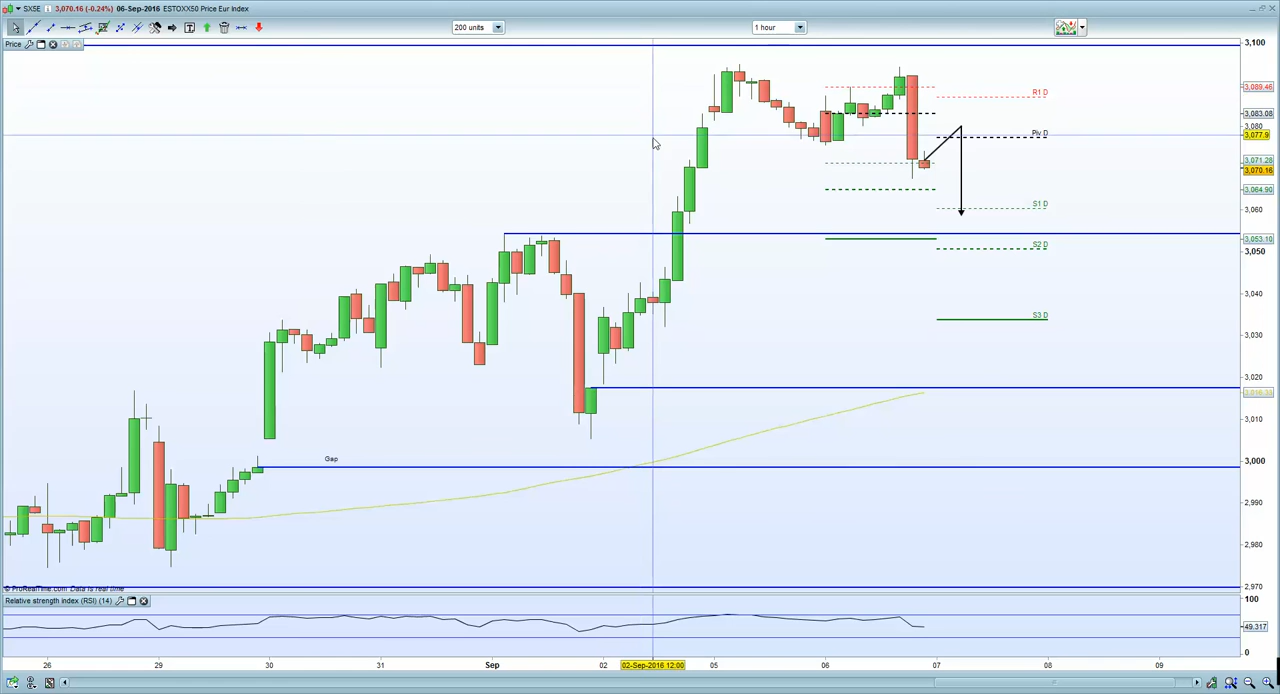 SXSE 3,070.16 (-0.24%) 06-Sep-2016 ESTOXX50 Price Eur Index
200 units 1 hour
Price
3,100
R1 D
3,089.46
3,083.08
3,080
Piv D
3,077.9
3,071.28
3,070.16
3,064.90
S1 D
3,060
3,053.10
S2 D
3,050
3,040
3,030
S3 D
3,020
3,010
Gap
3,000
2,990
2,980
© ProRealTime.com Data is real time
2,970
Relative strength index (RSI) (14)
100
49.317
0
26 29 30 31 Sep 02 02-Sep-2016 12:00 05 06 07 08 09